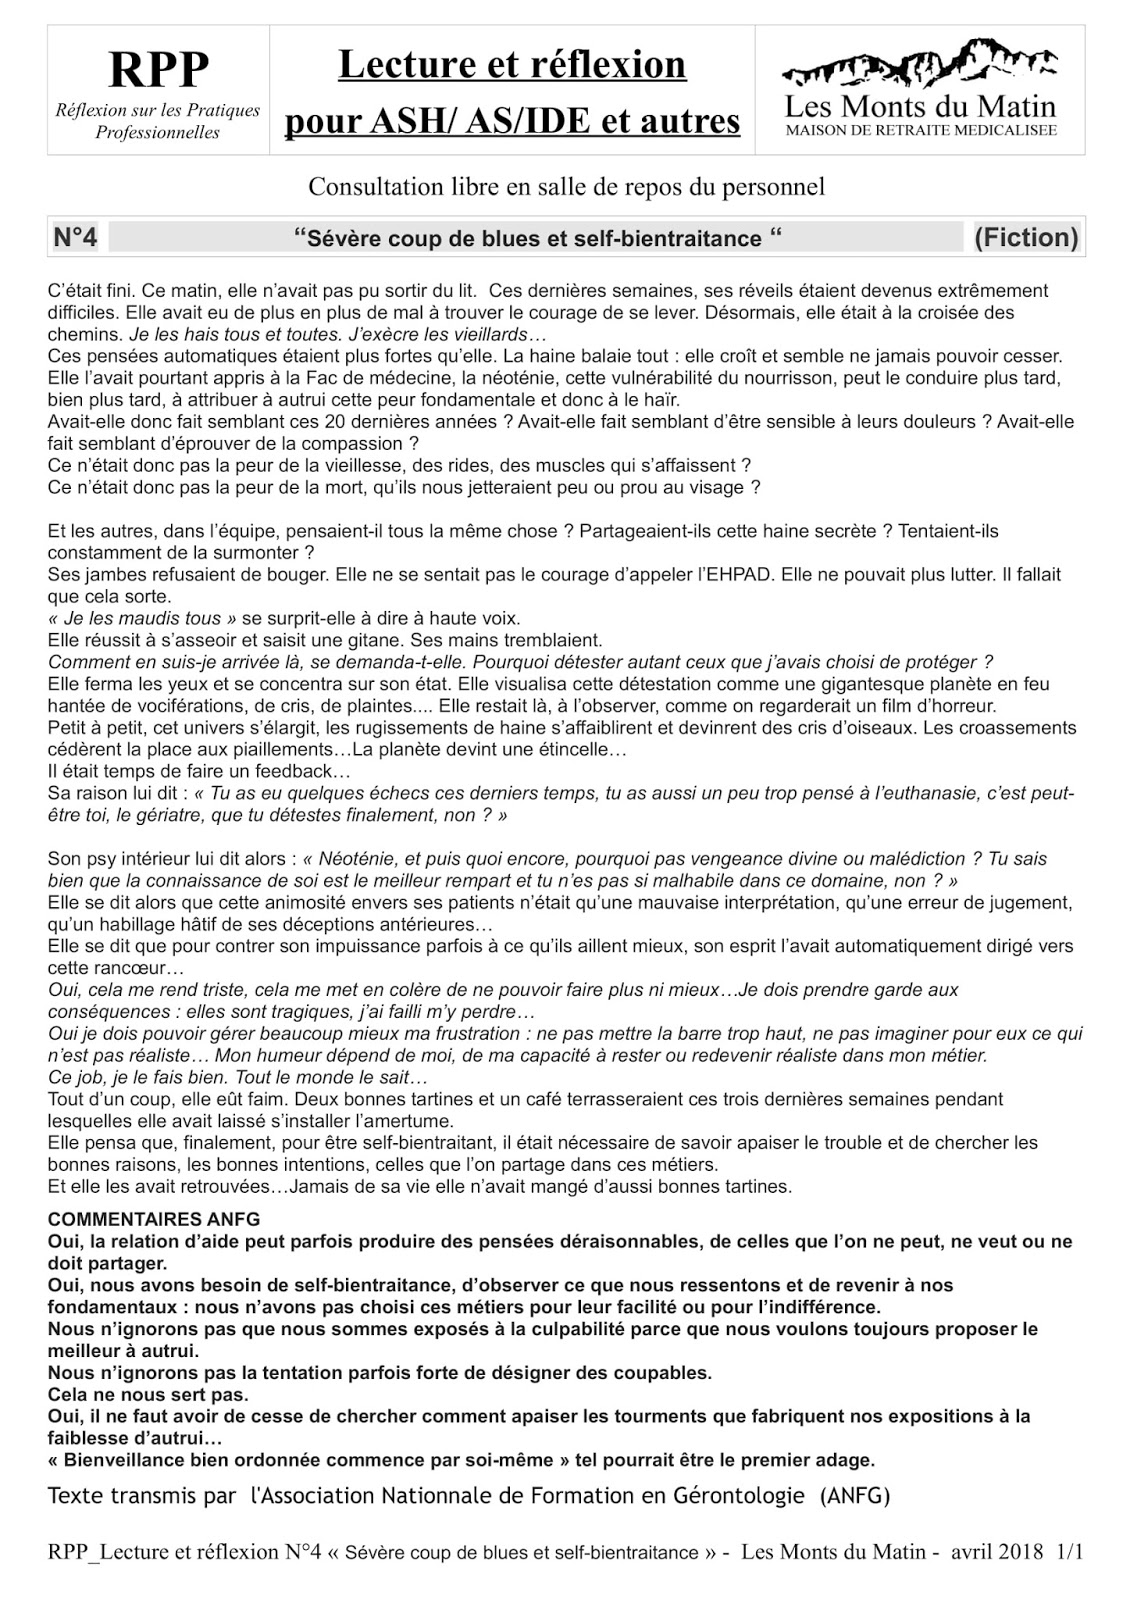 RPP
Réflexion sur les Pratiques
Professionnelles
Lecture et réflexion
pour ASH/ AS/IDE et autres
Les Monts du Matin
MAISON DE RETRAITE MEDICALISEE
Consultation libre en salle de repos du personnel
N°4 “Sévère coup de blues et self-bientraitance “ (Fiction)
C’était fini. Ce matin, elle n’avait pas pu sortir du lit.  Ces dernières semaines, ses réveils étaient devenus extrêmement
difficiles. Elle avait eu de plus en plus de mal à trouver le courage de se lever. Désormais, elle était à la croisée des
chemins. Je les hais tous et toutes. J’exècre les vieillards…
Ces pensées automatiques étaient plus fortes qu’elle. La haine balaie tout : elle croît et semble ne jamais pouvoir cesser.
Elle l’avait pourtant appris à la Fac de médecine, la néoténie, cette vulnérabilité du nourrisson, peut le conduire plus tard,
bien plus tard, à attribuer à autrui cette peur fondamentale et donc à le haïr.
Avait-elle donc fait semblant ces 20 dernières années ? Avait-elle fait semblant d’être sensible à leurs douleurs ? Avait-elle
fait semblant d’éprouver de la compassion ?
Ce n’était donc pas la peur de la vieillesse, des rides, des muscles qui s’affaissent ?
Ce n’était donc pas la peur de la mort, qu’ils nous jetteraient peu ou prou au visage ?
Et les autres, dans l’équipe, pensaient-il tous la même chose ? Partageaient-ils cette haine secrète ? Tentaient-ils
constamment de la surmonter ?
Ses jambes refusaient de bouger. Elle ne se sentait pas le courage d’appeler l’EHPAD. Elle ne pouvait plus lutter. Il fallait
que cela sorte.
« Je les maudis tous » se surprit-elle à dire à haute voix.
Elle réussit à s’asseoir et saisit une gitane. Ses mains tremblaient.
Comment en suis-je arrivée là, se demanda-t-elle. Pourquoi détester autant ceux que j’avais choisi de protéger ?
Elle ferma les yeux et se concentra sur son état. Elle visualisa cette détestation comme une gigantesque planète en feu
hantée de vociférations, de cris, de plaintes.... Elle restait là, à l’observer, comme on regarderait un film d’horreur.
Petit à petit, cet univers s’élargit, les rugissements de haine s’affaiblirent et devinrent des cris d’oiseaux. Les croassements
cédèrent la place aux piaillements…La planète devint une étincelle…
Il était temps de faire un feedback…
Sa raison lui dit : « Tu as eu quelques échecs ces derniers temps, tu as aussi un peu trop pensé à l’euthanasie, c’est peut-
être toi, le gériatre, que tu détestes finalement, non ? »
Son psy intérieur lui dit alors : « Néoténie, et puis quoi encore, pourquoi pas vengeance divine ou malédiction ? Tu sais
bien que la connaissance de soi est le meilleur rempart et tu n’es pas si malhabile dans ce domaine, non ? »
Elle se dit alors que cette animosité envers ses patients n’était qu’une mauvaise interprétation, qu’une erreur de jugement,
qu’un habillage hâtif de ses déceptions antérieures…
Elle se dit que pour contrer son impuissance parfois à ce qu’ils aillent mieux, son esprit l’avait automatiquement dirigé vers
cette rancœur…
Oui, cela me rend triste, cela me met en colère de ne pouvoir faire plus ni mieux…Je dois prendre garde aux
conséquences : elles sont tragiques, j’ai failli m’y perdre…
Oui je dois pouvoir gérer beaucoup mieux ma frustration : ne pas mettre la barre trop haut, ne pas imaginer pour eux ce qui
n’est pas réaliste… Mon humeur dépend de moi, de ma capacité à rester ou redevenir réaliste dans mon métier.
Ce job, je le fais bien. Tout le monde le sait…
Tout d’un coup, elle eût faim. Deux bonnes tartines et un café terrasseraient ces trois dernières semaines pendant
lesquelles elle avait laissé s’installer l’amertume.
Elle pensa que, finalement, pour être self-bientraitant, il était nécessaire de savoir apaiser le trouble et de chercher les
bonnes raisons, les bonnes intentions, celles que l’on partage dans ces métiers.
Et elle les avait retrouvées…Jamais de sa vie elle n’avait mangé d’aussi bonnes tartines.
COMMENTAIRES ANFG
Oui, la relation d’aide peut parfois produire des pensées déraisonnables, de celles que l’on ne peut, ne veut ou ne
doit partager.
Oui, nous avons besoin de self-bientraitance, d’observer ce que nous ressentons et de revenir à nos
fondamentaux : nous n’avons pas choisi ces métiers pour leur facilité ou pour l’indifférence.
Nous n’ignorons pas que nous sommes exposés à la culpabilité parce que nous voulons toujours proposer le
meilleur à autrui.
Nous n’ignorons pas la tentation parfois forte de désigner des coupables.
Cela ne nous sert pas.
Oui, il ne faut avoir de cesse de chercher comment apaiser les tourments que fabriquent nos expositions à la
faiblesse d’autrui…
« Bienveillance bien ordonnée commence par soi-même » tel pourrait être le premier adage.
Texte transmis par  l'Association Nationnale de Formation en Gérontologie  (ANFG)
RPP_Lecture et réflexion N°4 « Sévère coup de blues et self-bientraitance » -  Les Monts du Matin -  avril 2018  1/1